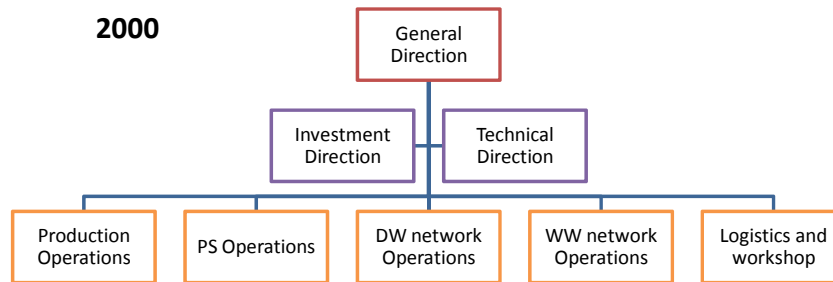 2000
General
Direction
Investment
Direction
Technical
Direction
Production
Operations
PS Operations
DW network
Operations
WW network
Operations
Logistics and
workshop